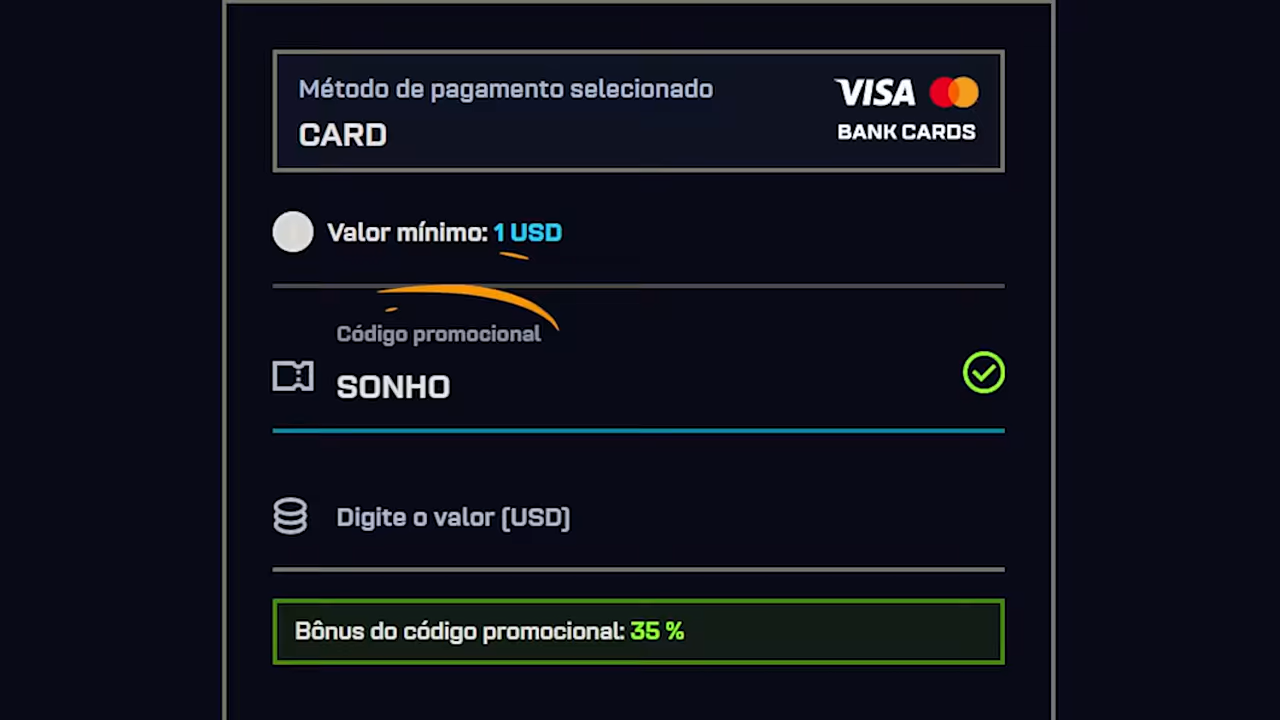 Método de pagamento selecionado
CARD
VISA
BANK CARDS
Valor mínimo: 1 USD
Código promocional
SONHO
Digite o valor (USD)
Bônus do código promocional: 35 %